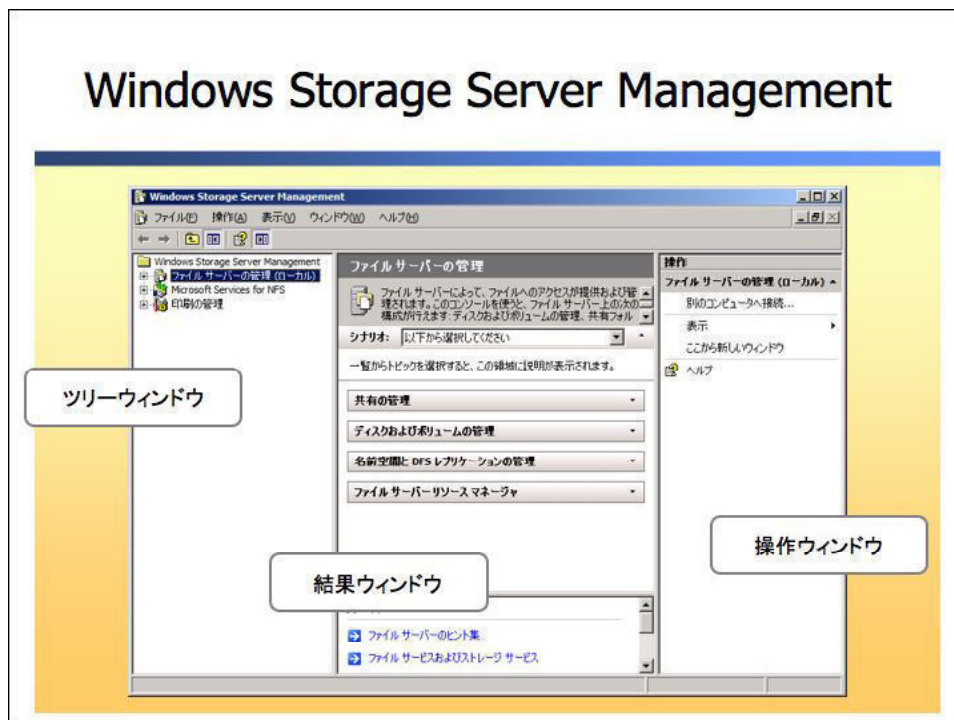 Windows Storage Server Management
Windows Storage Server Management
ファイル(F) 操作(A) 表示(V) ウィンドウ(W) ヘルプ(H)
Windows Storage Server Management
ファイル サーバーの管理 (ローカル)
Microsoft Services for NFS
印刷の管理
ツリーウィンドウ
ファイル サーバーの管理
ファイル サーバーによって、ファイルへのアクセスが提供および管
理されます。このコンソールを使うと、ファイル サーバー上の次の
構成が行えます: ディスクおよびボリュームの管理、共有フォル
シナリオ: 以下から選択してください
一覧からトピックを選択すると、この領域に説明が表示されます。
共有の管理
ディスクおよびボリュームの管理
名前空間と DFS レプリケーションの管理
ファイル サーバー リソース マネージャ
結果ウィンドウ
ファイル サーバーのヒント集
ファイル サービスおよびストレージ サービス
操作
ファイル サーバーの管理 (ローカル)
別のコンピュータへ接続...
表示
ここから新しいウィンドウ
ヘルプ
操作ウィンドウ